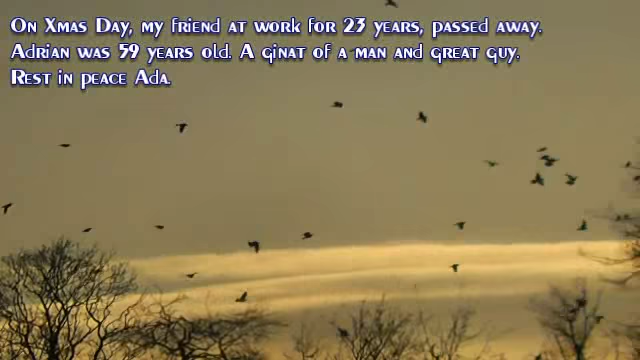 On Xmas Day, my friend at work for 23 years, passed away.
Adrian was 59 years old. A ginat of a man and great guy.
Rest in peace Ada.